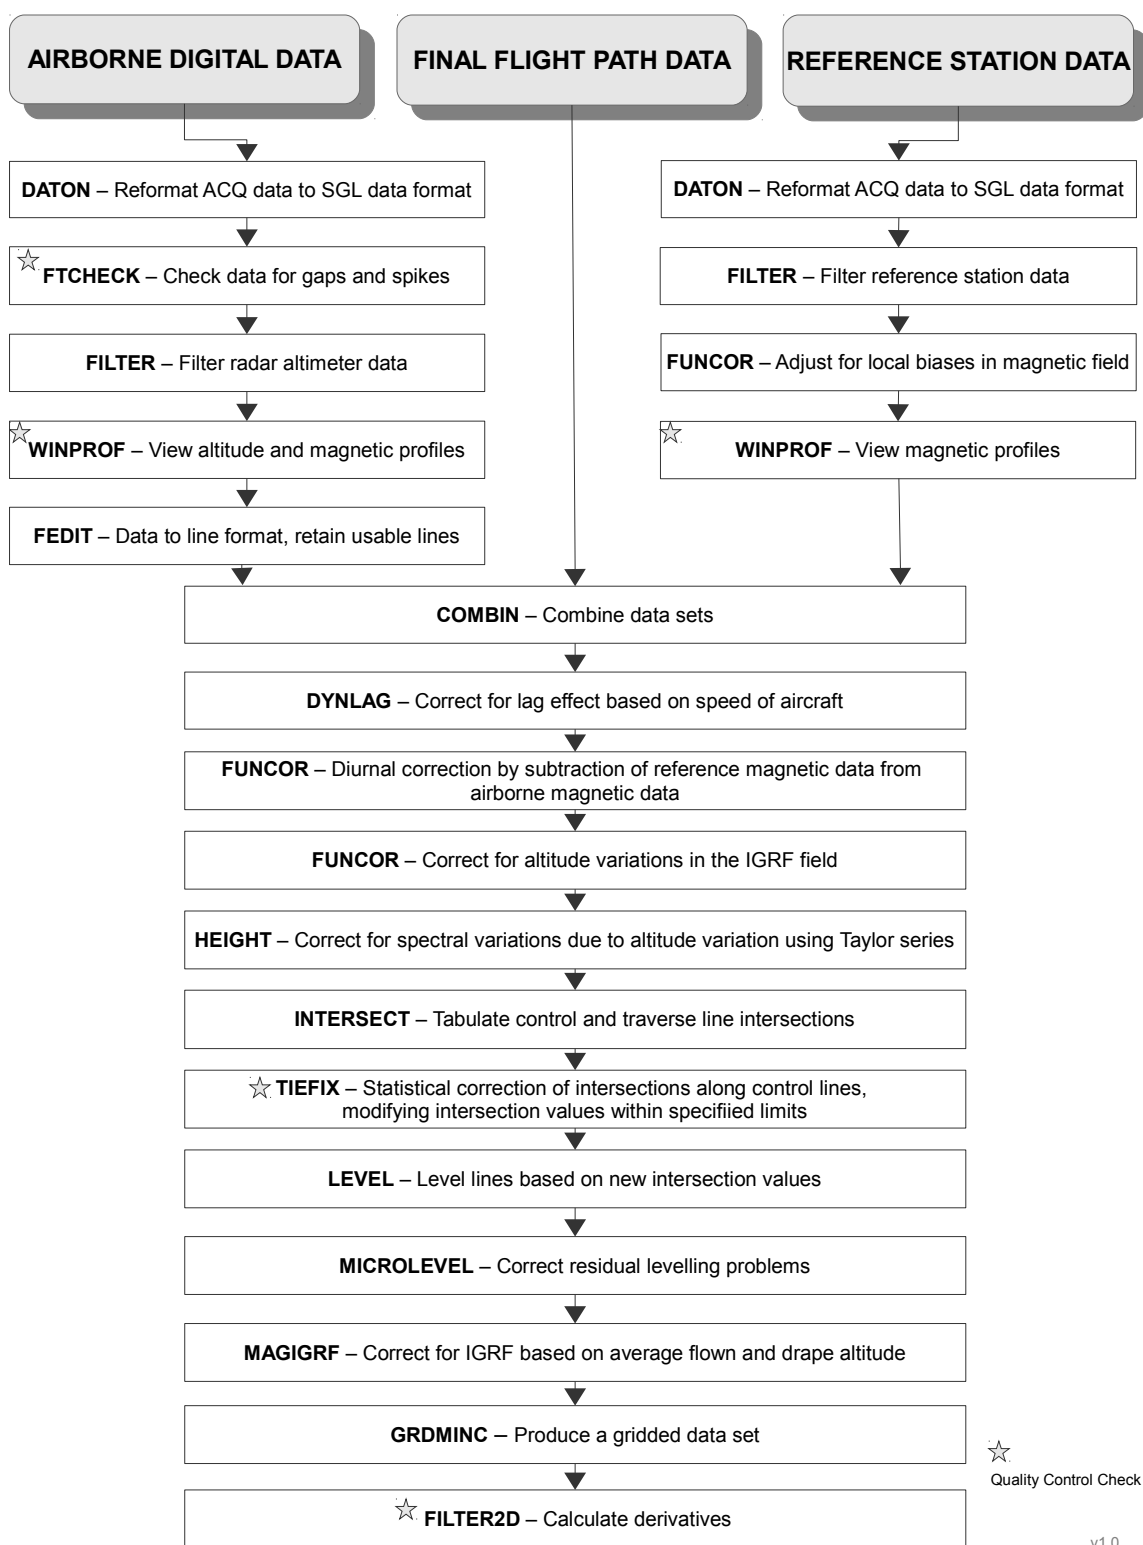 AIRBORNE DIGITAL DATA
FINAL FLIGHT PATH DATA
REFERENCE STATION DATA
DATON – Reformat ACQ data to SGL data format
FTCHECK – Check data for gaps and spikes
FILTER – Filter radar altimeter data
WINPROF – View altitude and magnetic profiles
FEDIT – Data to line format, retain usable lines
DATON – Reformat ACQ data to SGL data format
FILTER – Filter reference station data
FUNCOR – Adjust for local biases in magnetic field
WINPROF – View magnetic profiles
COMBIN – Combine data sets
DYNLAG – Correct for lag effect based on speed of aircraft
FUNCOR – Diurnal correction by subtraction of reference magnetic data from
airborne magnetic data
FUNCOR – Correct for altitude variations in the IGRF field
HEIGHT – Correct for spectral variations due to altitude variation using Taylor series
INTERSECT – Tabulate control and traverse line intersections
TIEFIX – Statistical correction of intersections along control lines,
modifying intersection values within specifiied limits
LEVEL – Level lines based on new intersection values
MICROLEVEL – Correct residual levelling problems
MAGIGRF – Correct for IGRF based on average flown and drape altitude
GRDMINC – Produce a gridded data set
FILTER2D – Calculate derivatives
Quality Control Check
v1.0